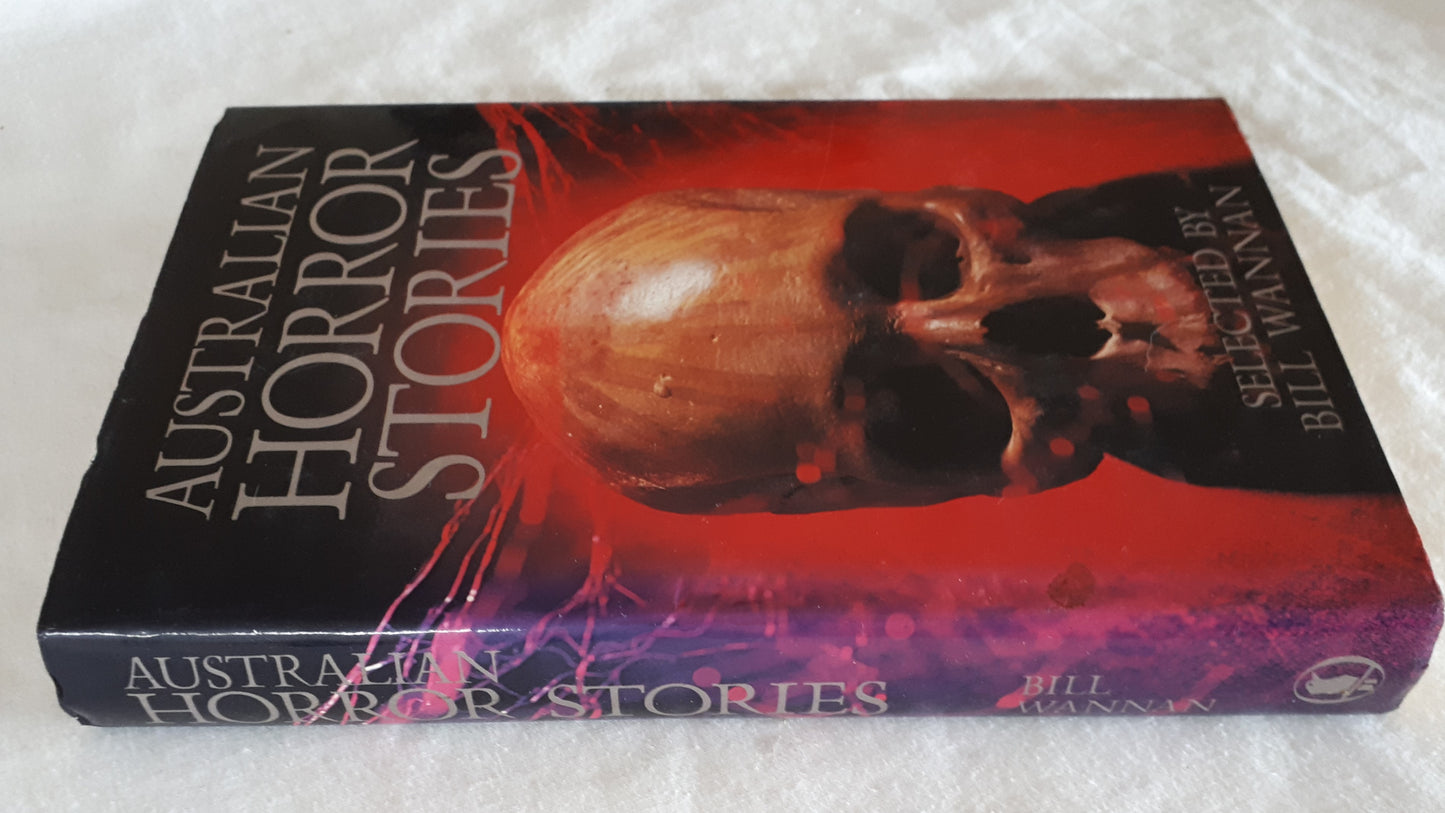 AUSTRALIAN
HORROR
STORIES
SELECTED BY
BILL WANNAN
AUSTRALIAN
HORROR STORIES
BILL
WANNAN